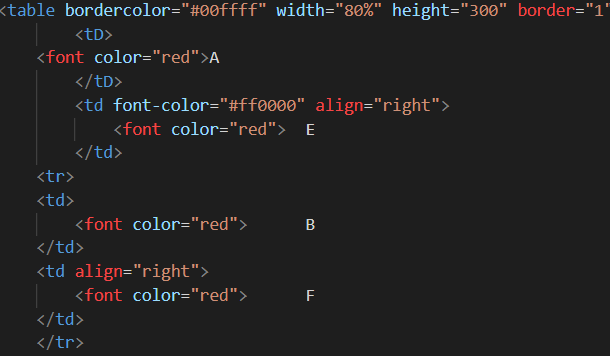 <table bordercolor="#00ffff" width="80%" height="300" border="1"
<tD>
<font color="red">A
</tD>
<td font-color="#ff0000" align="right">
<font color="red"> E
</td>
<tr>
<td>
<font color="red"> B
</td>
<td align="right">
<font color="red"> F
</td>
</tr>